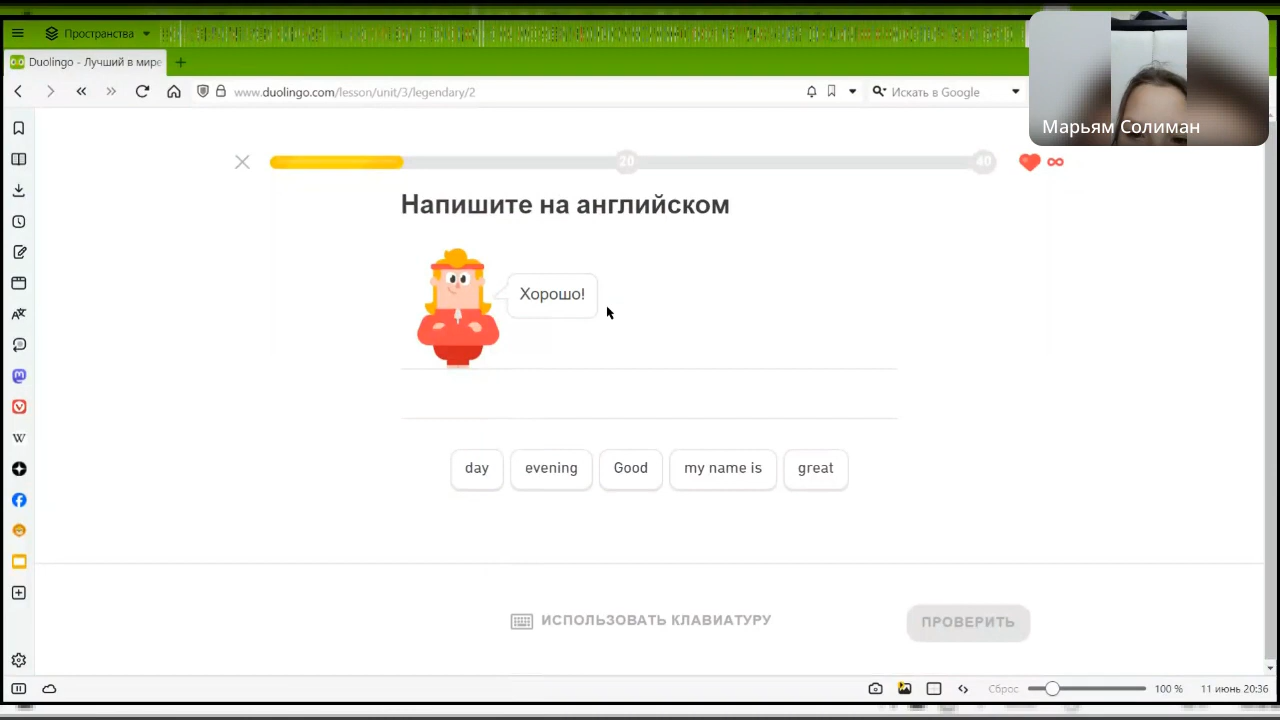 Пространства
Duolingo - Лучший в мире
www.duolingo.com/lesson/unit/3/legendary/2
Искать в Google
Марьям Солиман
20
40
Напишите на английском
Хорошо!
day
evening
Good
my name is
great
ИСПОЛЬЗОВАТЬ КЛАВИАТУРУ
ПРОВЕРИТЬ
Сброс
100 %
11 июнь 20:36